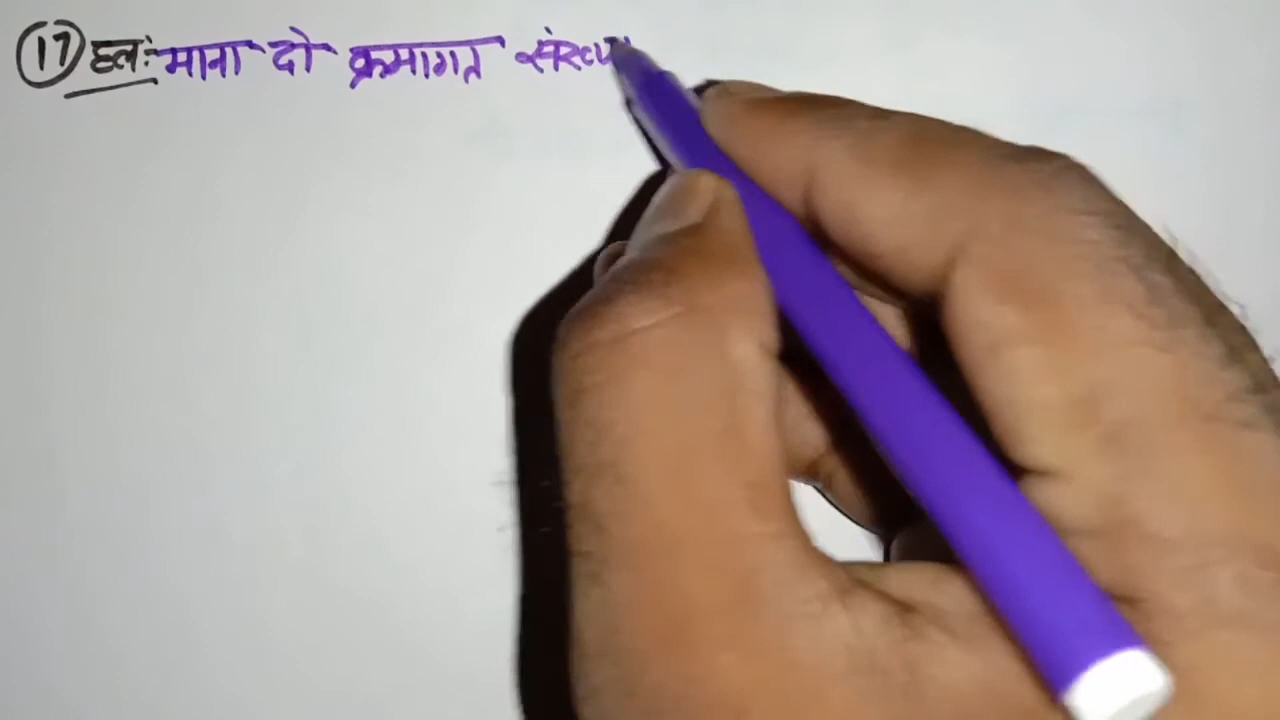 (17) हलः- माना दो क्रमागत संख्य